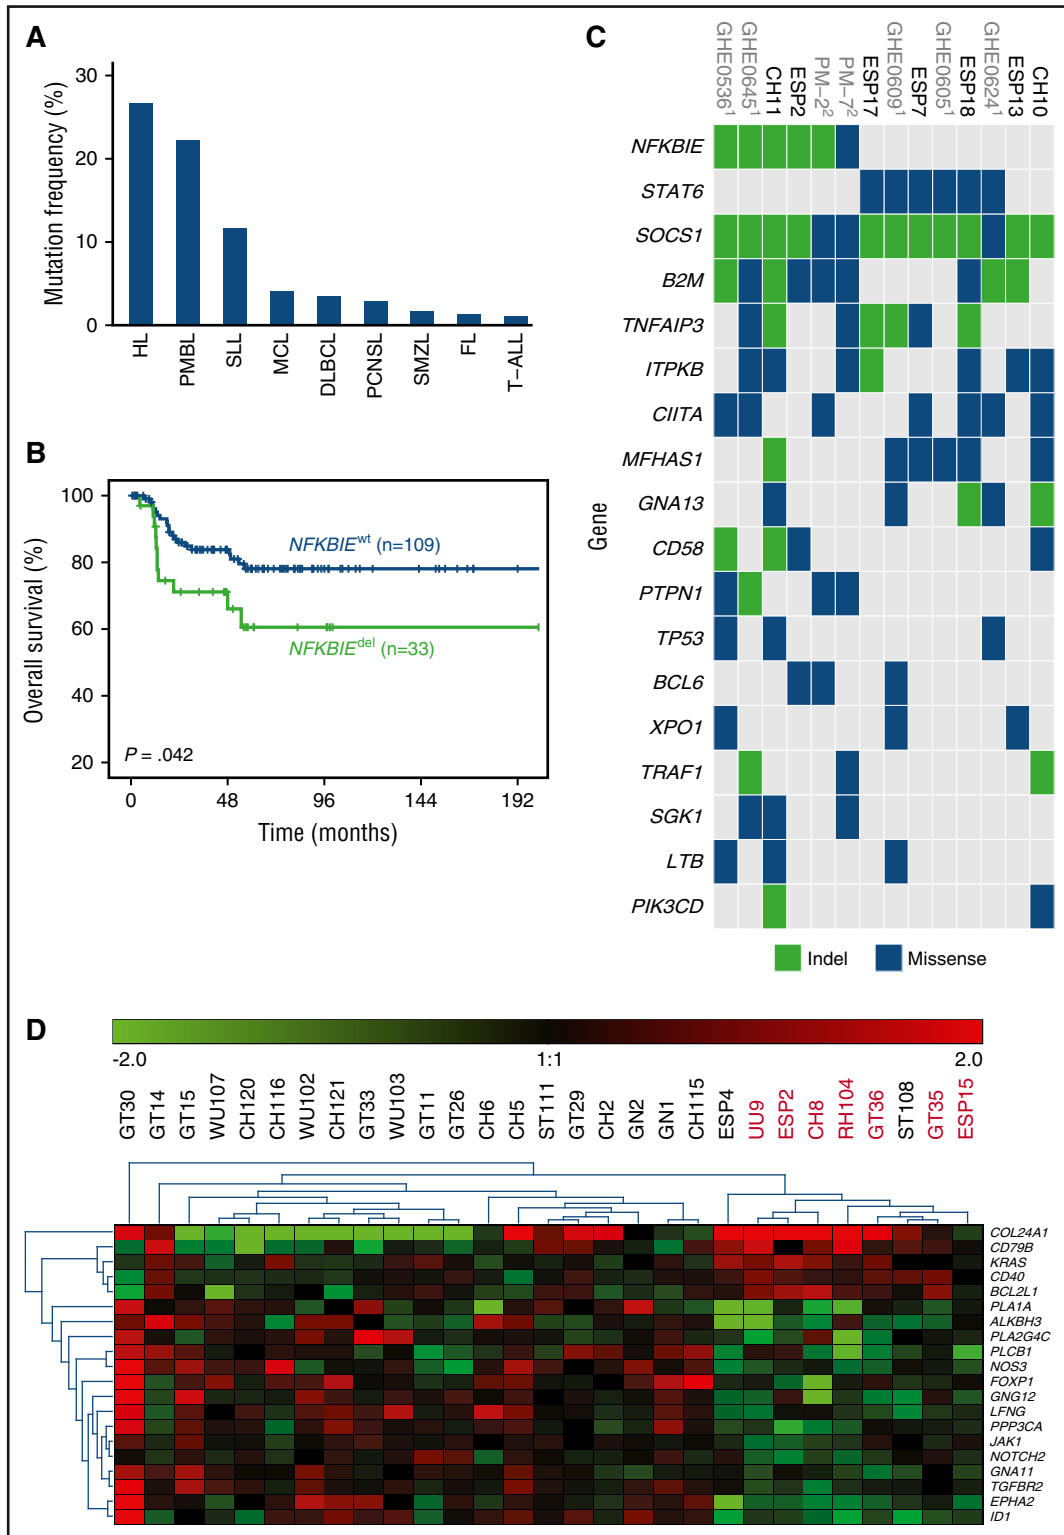 A
Mutation frequency (%)
30
20
10
0
HL
PMBL
SLL
MCL
DLBCL
PCNSL
SMZL
FL
T–ALL
B
Overall survival (%)
100
80
60
40
20
NFKBIEwt (n=109)
NFKBIEdel (n=33)
P = .042
0 48 96 144 192
Time (months)
C
GHE0536¹
GHE0645¹
CH11
ESP2
PM-2²
PM-7²
ESP17
GHE0609¹
ESP7
GHE0605¹
ESP18
GHE0624¹
ESP13
CH10
Gene
NFKBIE
STAT6
SOCS1
B2M
TNFAIP3
ITPKB
CIITA
MFHAS1
GNA13
CD58
PTPN1
TP53
BCL6
XPO1
TRAF1
SGK1
LTB
PIK3CD
Indel Missense
D
-2.0 1:1 2.0
GT30
GT14
GT15
WU107
CH120
CH116
WU102
CH121
GT33
WU103
GT11
GT26
CH6
CH5
ST111
GT29
CH2
GN2
GN1
CH115
ESP4
UU9
ESP2
CH8
RH104
GT36
ST108
GT35
ESP15
COL24A1
CD79B
KRAS
CD40
BCL2L1
PLA1A
ALKBH3
PLA2G4C
PLCB1
NOS3
FOXP1
GNG12
LFNG
PPP3CA
JAK1
NOTCH2
GNA11
TGFBR2
EPHA2
ID1